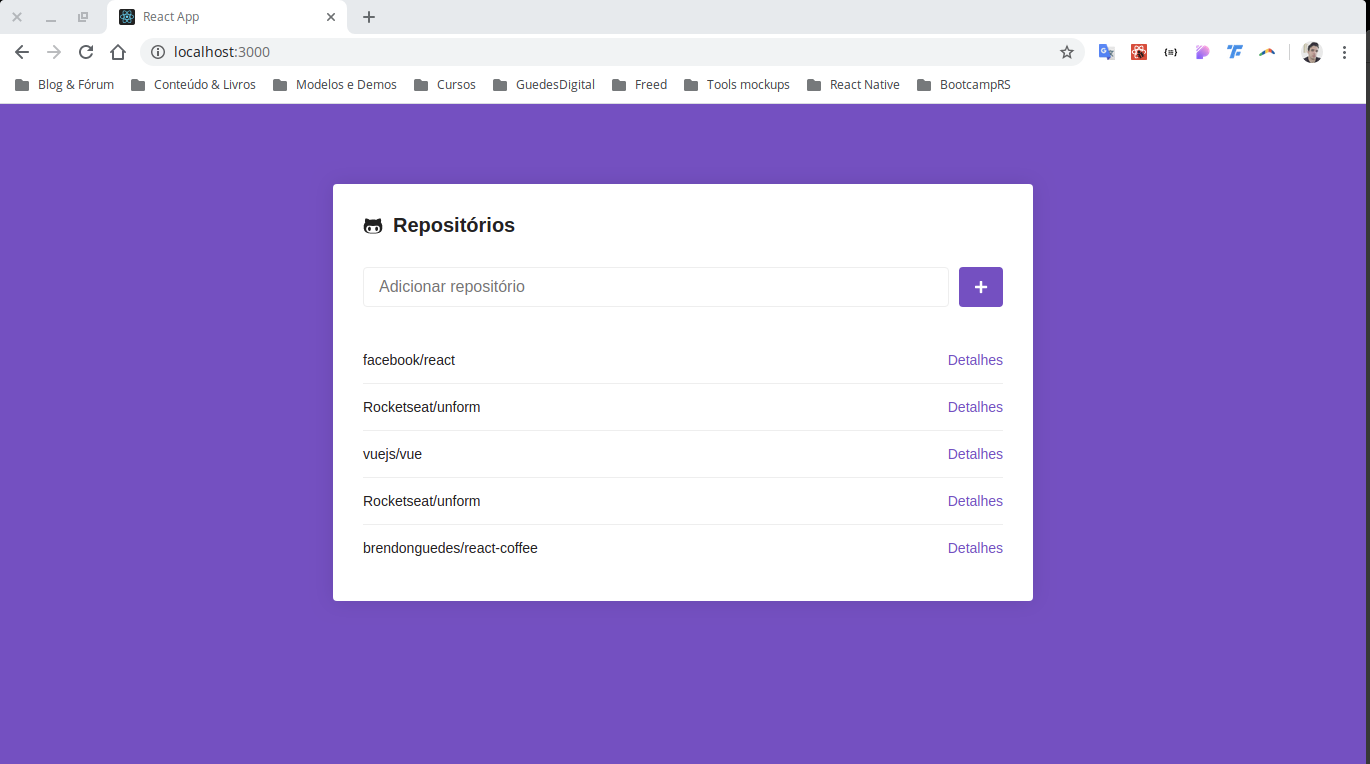 React App
localhost:3000
Blog & Fórum Conteúdo & Livros Modelos e Demos Cursos GuedesDigital Freed Tools mockups React Native BootcampRS
Repositórios
Adicionar repositório
+
facebook/react Detalhes
Rocketseat/unform Detalhes
vuejs/vue Detalhes
Rocketseat/unform Detalhes
brendonguedes/react-coffee Detalhes